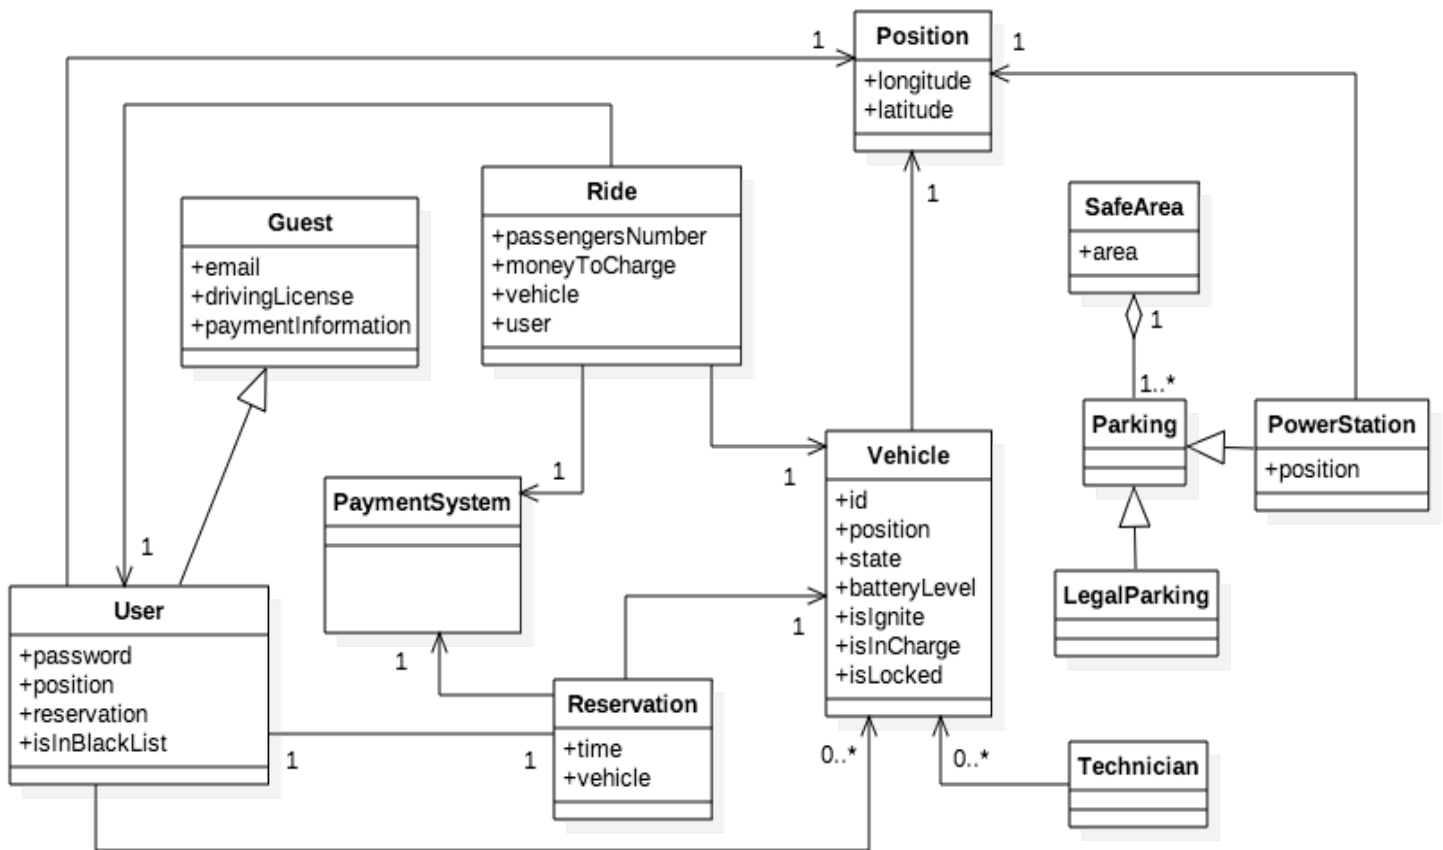 1
Position
1
+longitude
+latitude
1
Ride
+passengersNumber
+moneyToCharge
+vehicle
+user
Guest
+email
+drivingLicense
+paymentInformation
SafeArea
+area
1
1..*
Parking
PowerStation
+position
LegalParking
1
PaymentSystem
1
Vehicle
+id
+position
+state
+batteryLevel
+isIgnite
+isInCharge
+isLocked
1
1
User
+password
+position
+reservation
+isInBlackList
1
1
1
Reservation
+time
+vehicle
0..*
0..*
Technician